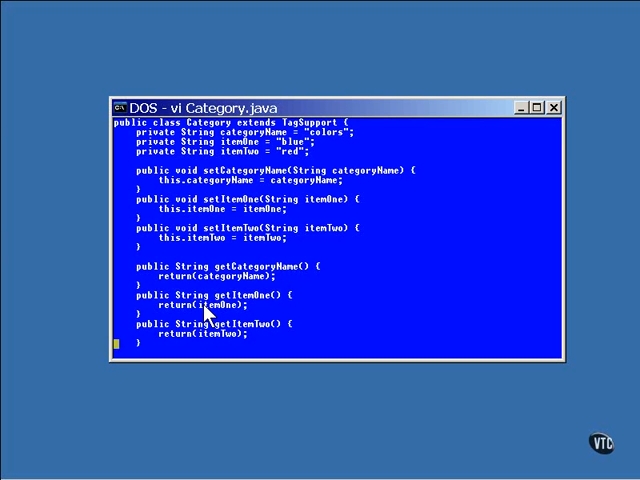 DOS - vi Category.java
public class Category extends TagSupport {
private String categoryName = "colors";
private String itemOne = "blue";
private String itemTwo = "red";
public void setCategoryName(String categoryName) {
this.categoryName = categoryName;
}
public void setItemOne(String itemOne) {
this.itemOne = itemOne;
}
public void setItemTwo(String itemTwo) {
this.itemTwo = itemTwo;
}
public String getCategoryName() {
return(categoryName);
}
public String getItemOne() {
return(itemOne);
}
public String getItemTwo() {
return(itemTwo);
}
VTC